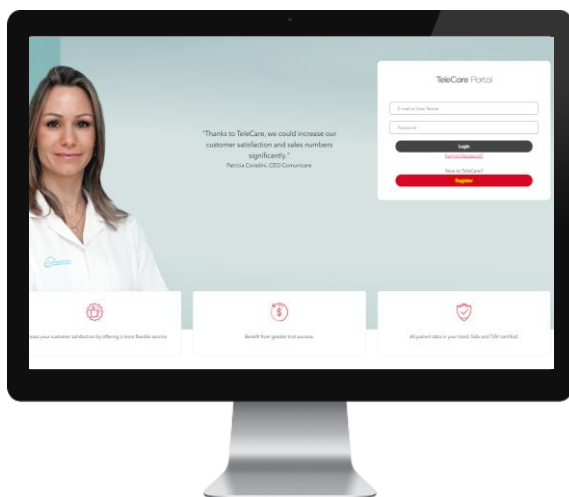 TeleCare Portal
E-mail or User Name
Password
Login
Forgot Password?
New to TeleCare?
Register
"Thanks to TeleCare, we could increase our
customer satisfaction and sales numbers
significantly."
Patrizia Coradini, CEO Comunicare
your customer satisfaction by offering a more flexible service.
Benefit from greater trial success.
All patient data in your hand. Safe and TÜV certified.